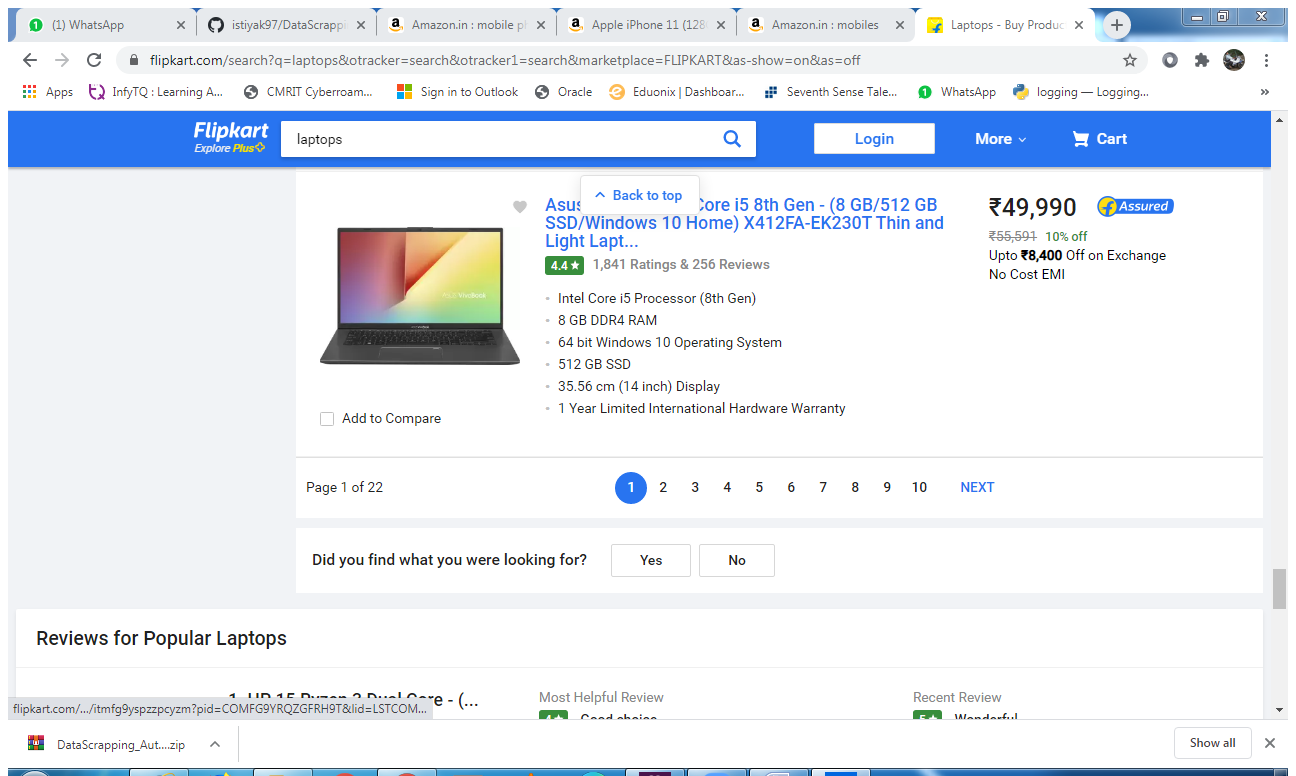 (1) WhatsApp
istiyak97/DataScrappi
Amazon.in : mobile ph
Apple iPhone 11 (128
Amazon.in : mobiles
Laptops - Buy Produc
flipkart.com/search?q=laptops&otracker=search&otracker1=search&marketplace=FLIPKART&as-show=on&as=off
Apps
InfyTQ : Learning A...
CMRIT Cyberroam...
Sign in to Outlook
Oracle
Eduonix | Dashboar...
Seventh Sense Tale...
WhatsApp
logging — Logging...
»
Flipkart
Explore Plus
laptops
Login
More
Cart
Back to top
Asus Core i5 8th Gen - (8 GB/512 GB
SSD/Windows 10 Home) X412FA-EK230T Thin and
Light Lapt...
4.4★ 1,841 Ratings & 256 Reviews
Intel Core i5 Processor (8th Gen)
8 GB DDR4 RAM
64 bit Windows 10 Operating System
512 GB SSD
35.56 cm (14 inch) Display
1 Year Limited International Hardware Warranty
₹49,990
Assured
₹55,591 10% off
Upto ₹8,400 Off on Exchange
No Cost EMI
Add to Compare
Page 1 of 22
1 2 3 4 5 6 7 8 9 10 NEXT
Did you find what you were looking for?
Yes
No
Reviews for Popular Laptops
1. HP 15 Ryzen 3 Dual Core - (...
Most Helpful Review
4★ Good choice
Recent Review
5★ Wonderful
flipkart.com/.../itmfg9yspzzpcyzm?pid=COMFG9YRQZGFRH9T&lid=LSTCOM...
DataScrapping_Aut....zip
Show all